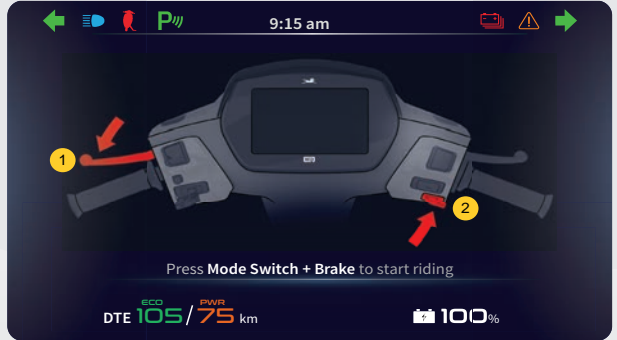 P
9:15 am
1
2
Press Mode Switch + Brake to start riding
ECO PWR
DTE 105/75 km 100%